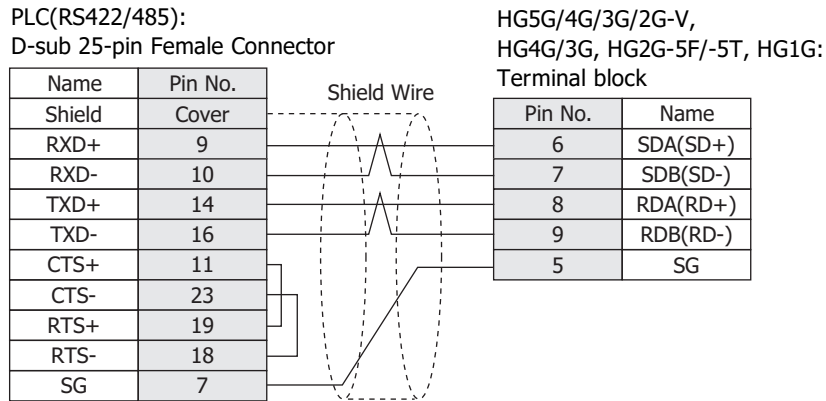 PLC(RS422/485):
D-sub 25-pin Female Connector
Name Pin No.
Shield Cover
RXD+ 9
RXD- 10
TXD+ 14
TXD- 16
CTS+ 11
CTS- 23
RTS+ 19
RTS- 18
SG 7
Shield Wire
HG5G/4G/3G/2G-V,
HG4G/3G, HG2G-5F/-5T, HG1G:
Terminal block
Pin No. Name
6 SDA(SD+)
7 SDB(SD-)
8 RDA(RD+)
9 RDB(RD-)
5 SG